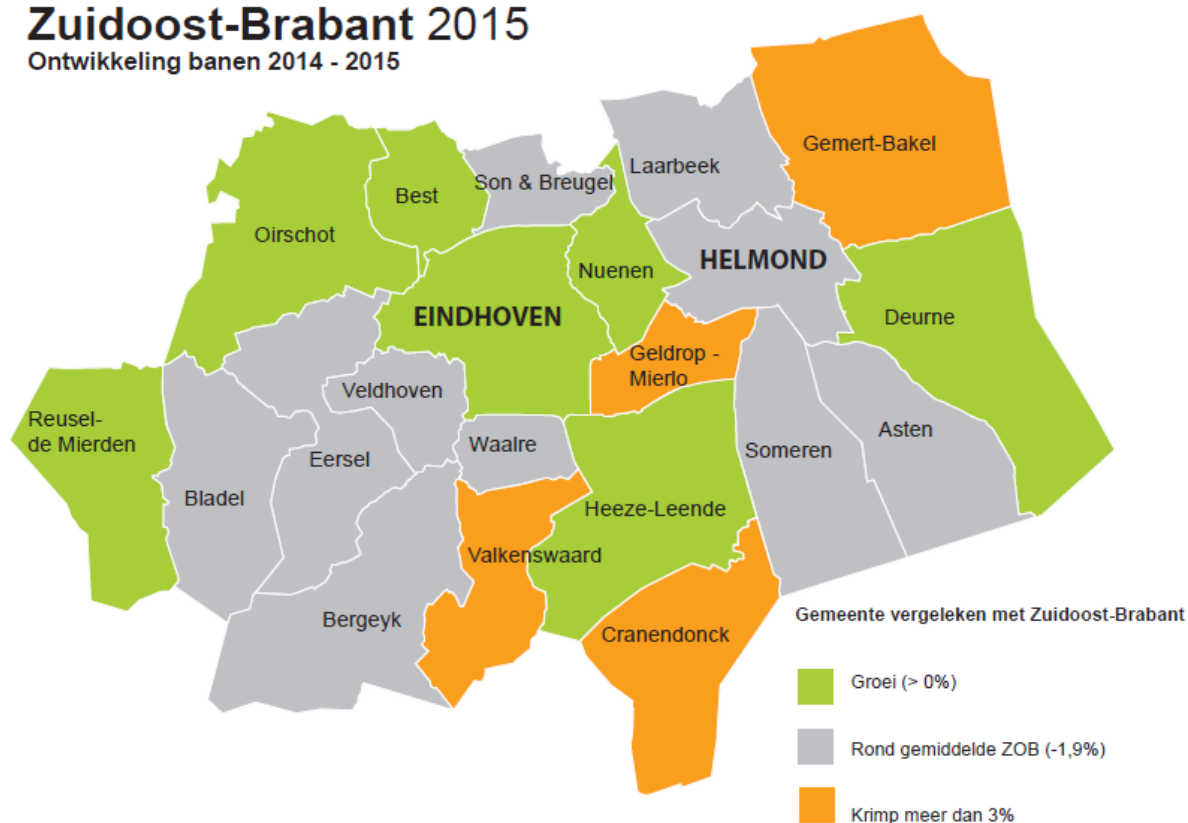 Zuidoost-Brabant 2015
Ontwikkeling banen 2014 - 2015
Gemert-Bakel
Laarbeek
Son & Breugel
Best
Oirschot
Nuenen
HELMOND
EINDHOVEN
Deurne
Geldrop -
Mierlo
Veldhoven
Reusel-
de Mierden
Waalre
Asten
Someren
Eersel
Bladel
Heeze-Leende
Valkenswaard
Bergeyk
Cranendonck
Gemeente vergeleken met Zuidoost-Brabant
Groei (> 0%)
Rond gemiddelde ZOB (-1,9%)
Krimp meer dan 3%